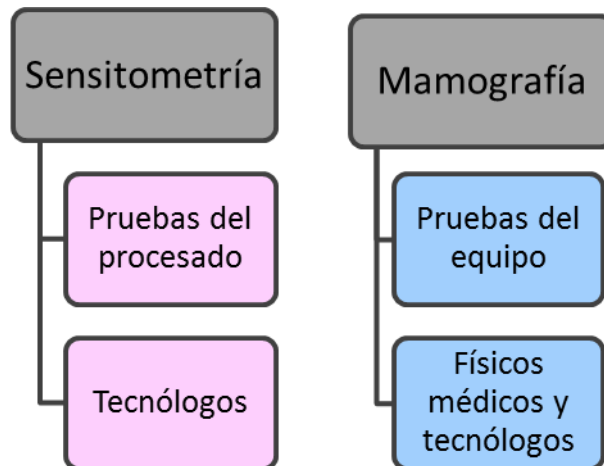 Sensitometría
Pruebas del
procesado
Tecnólogos
Mamografía
Pruebas del
equipo
Físicos
médicos y
tecnólogos